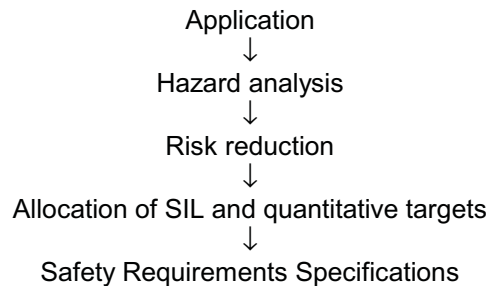 Application
↓
Hazard analysis
↓
Risk reduction
↓
Allocation of SIL and quantitative targets
↓
Safety Requirements Specifications